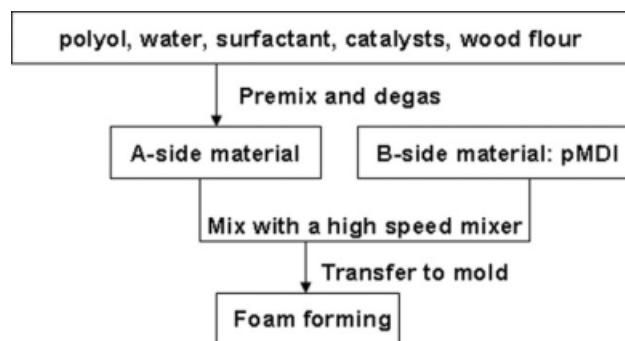 polyol, water, surfactant, catalysts, wood flour
Premix and degas
A-side material
B-side material: pMDI
Mix with a high speed mixer
Transfer to mold
Foam forming